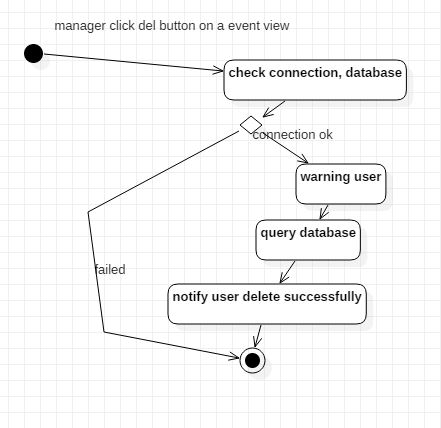 manager click del button on a event view
check connection, database
connection ok
warning user
query database
failed
notify user delete successfully